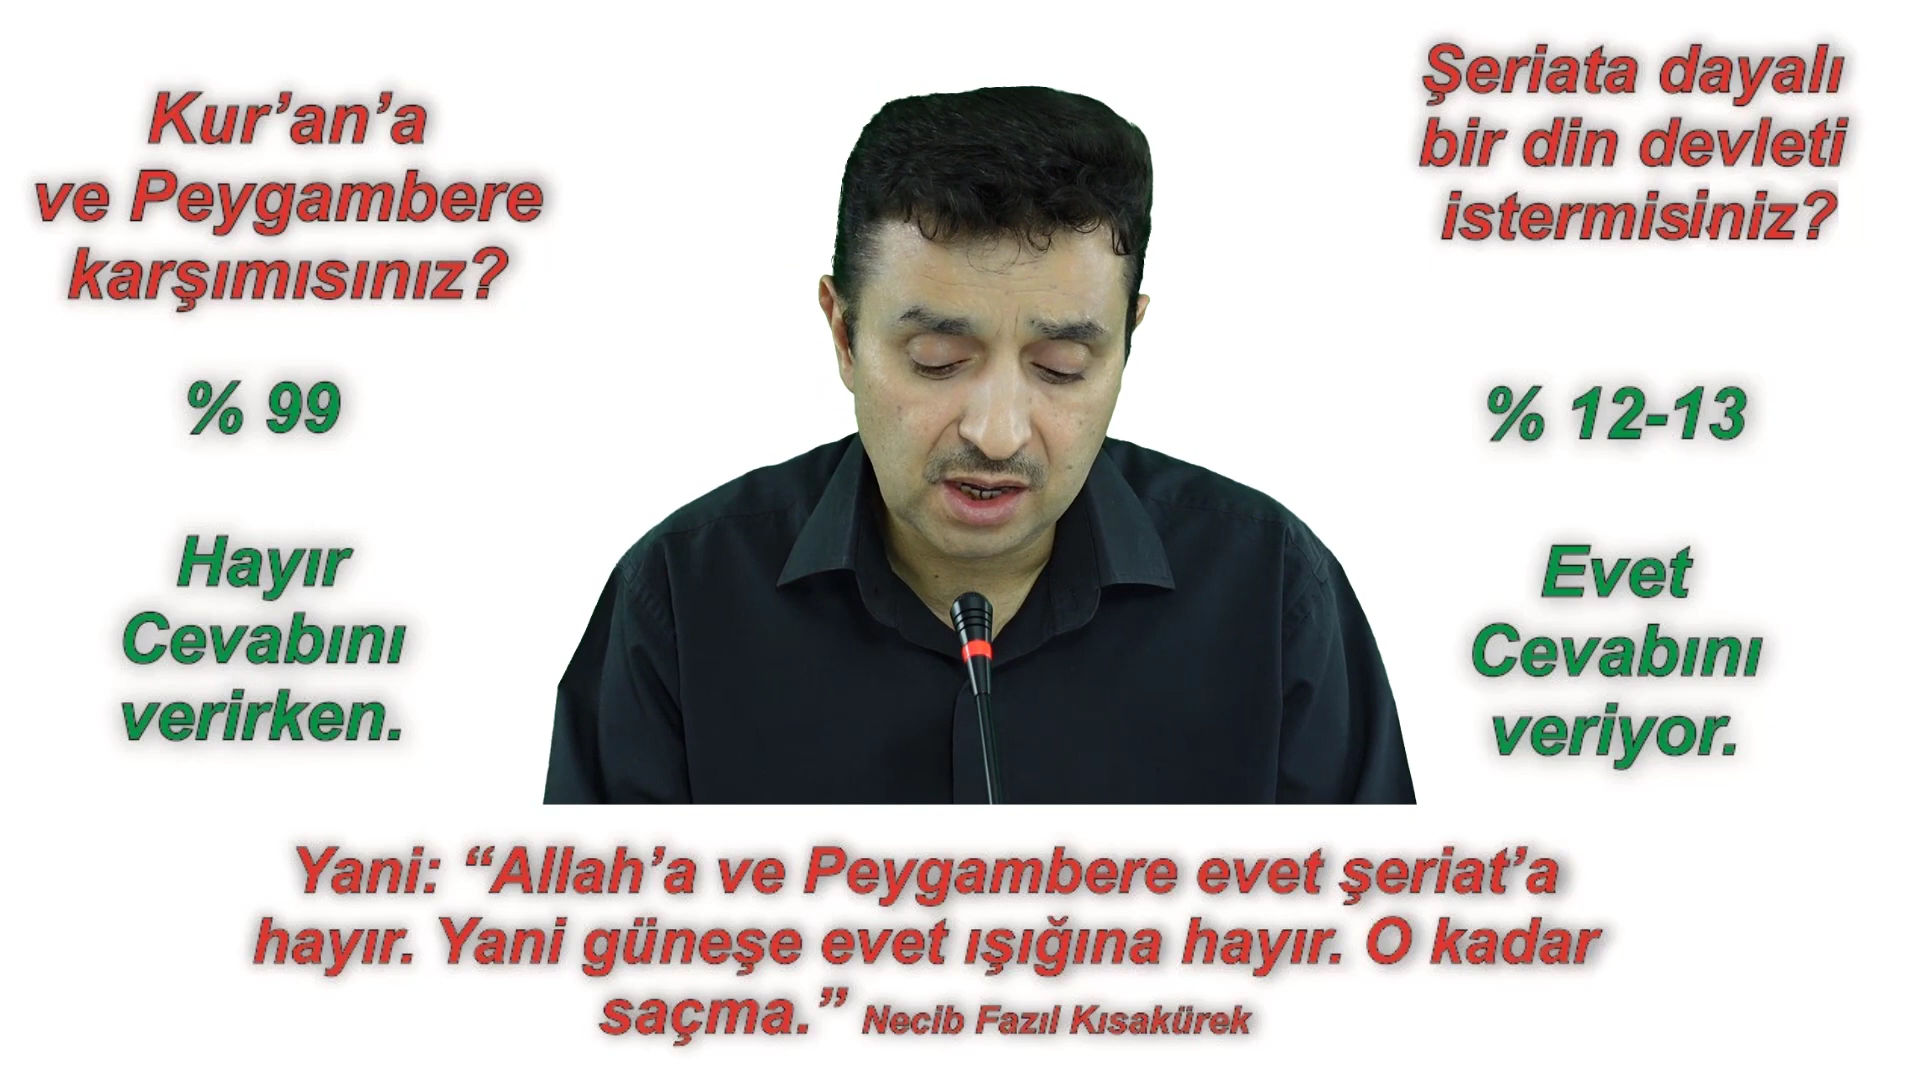 Kur’an’a
ve Peygambere
karşımısınız?
% 99
Hayır
Cevabını
verirken.
Şeriata dayalı
bir din devleti
istermisiniz?
% 12-13
Evet
Cevabını
veriyor.
Yani: “Allah’a ve Peygambere evet şeriat’a
hayır. Yani güneşe evet ışığına hayır. O kadar
saçma.” Necib Fazıl Kısakürek